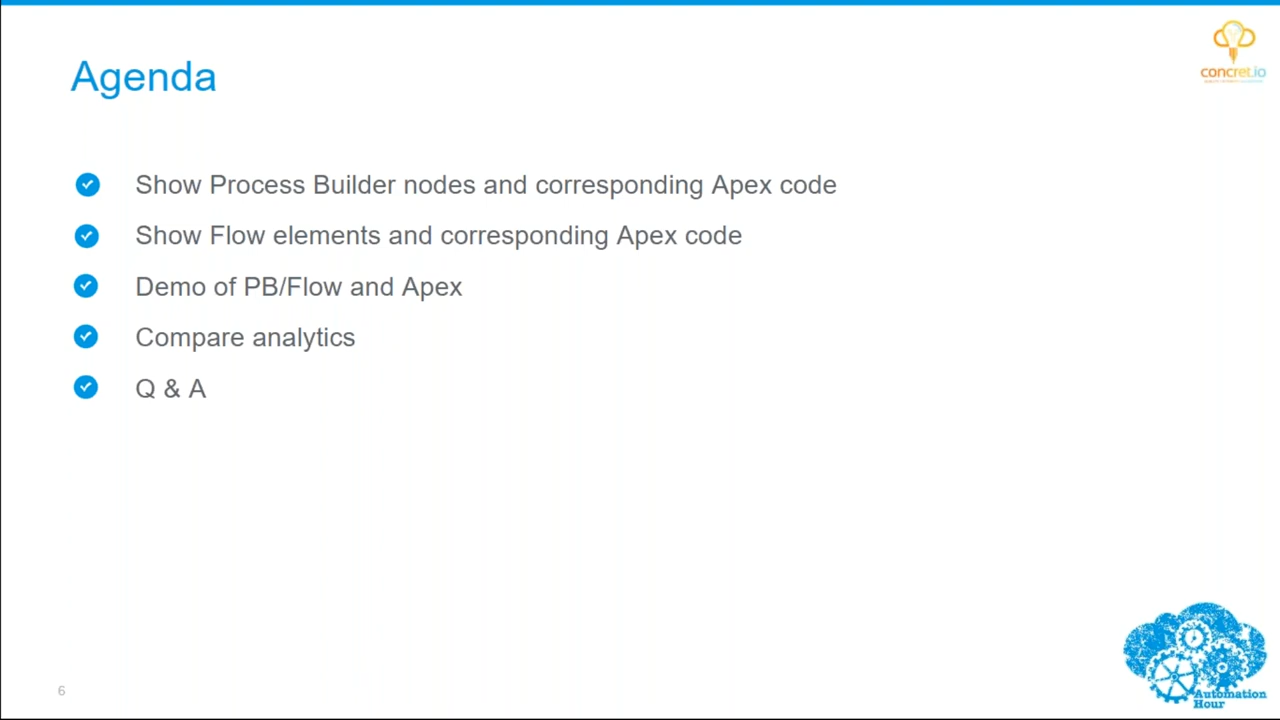 concret.io
Agenda
Show Process Builder nodes and corresponding Apex code
Show Flow elements and corresponding Apex code
Demo of PB/Flow and Apex
Compare analytics
Q & A
6
Automation
Hour